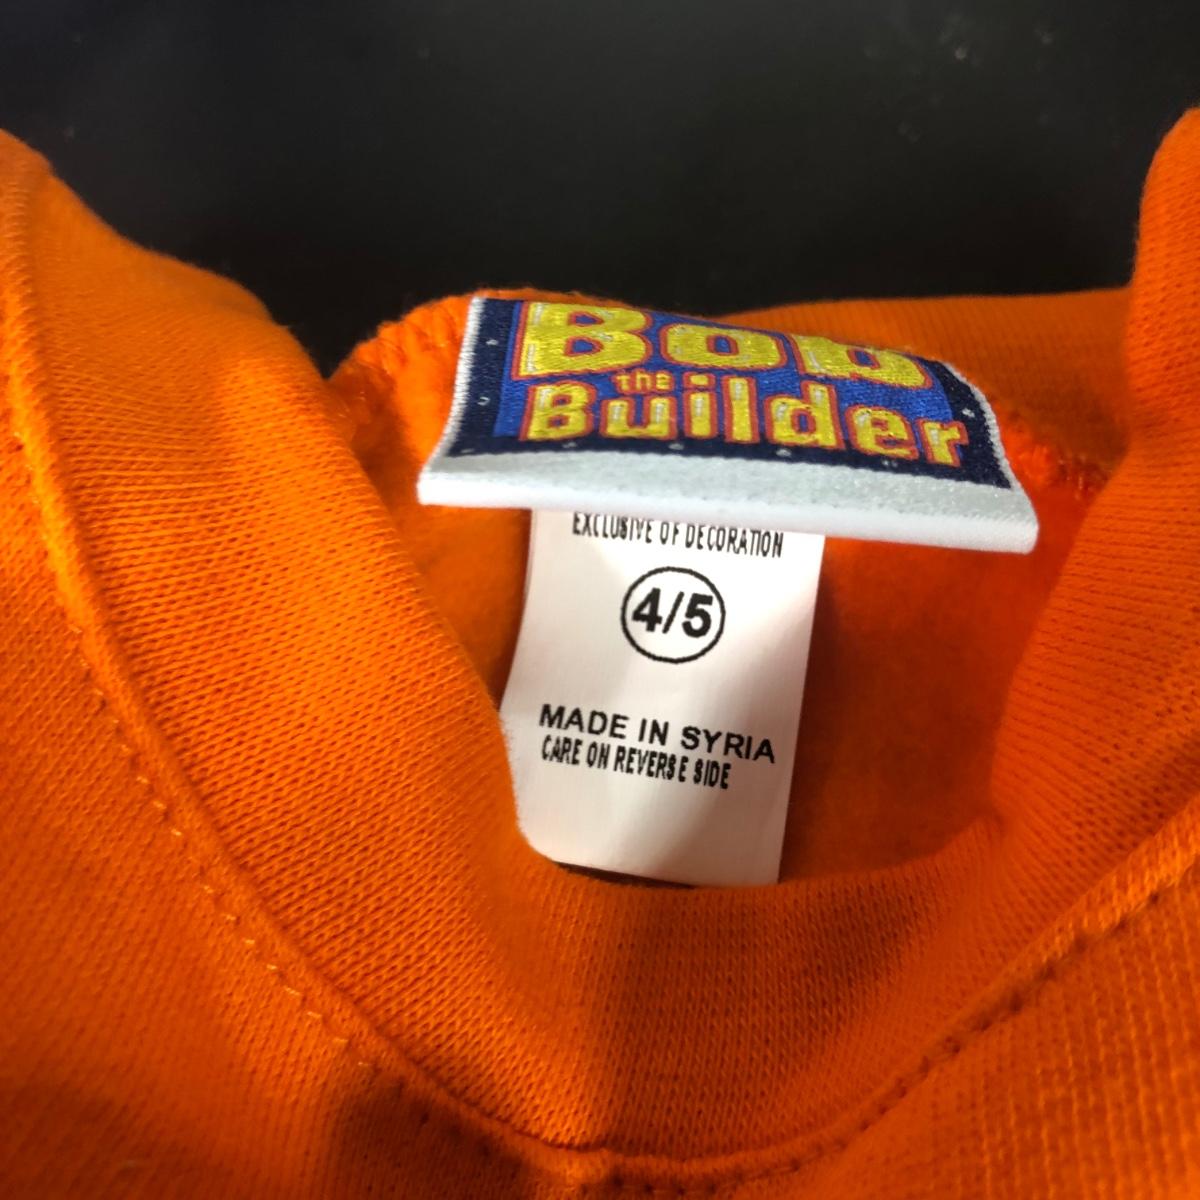 Bob
the
Builder
EXCLUSIVE OF DECORATION
4/5
MADE IN SYRIA
CARE ON REVERSE SIDE